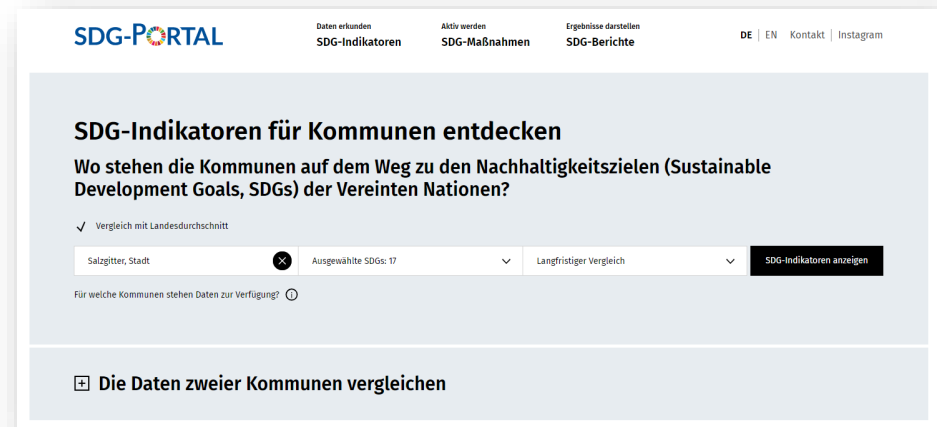 SDG-PORTAL
Daten erkunden
SDG-Indikatoren
Aktiv werden
SDG-Maßnahmen
Ergebnisse darstellen
SDG-Berichte
DE | EN Kontakt | Instagram
SDG-Indikatoren für Kommunen entdecken
Wo stehen die Kommunen auf dem Weg zu den Nachhaltigkeitszielen (Sustainable
Development Goals, SDGs) der Vereinten Nationen?
Vergleich mit Landesdurchschnitt
Salzgitter, Stadt
Ausgewählte SDGs: 17
Langfristiger Vergleich
SDG-Indikatoren anzeigen
Für welche Kommunen stehen Daten zur Verfügung?
Die Daten zweier Kommunen vergleichen